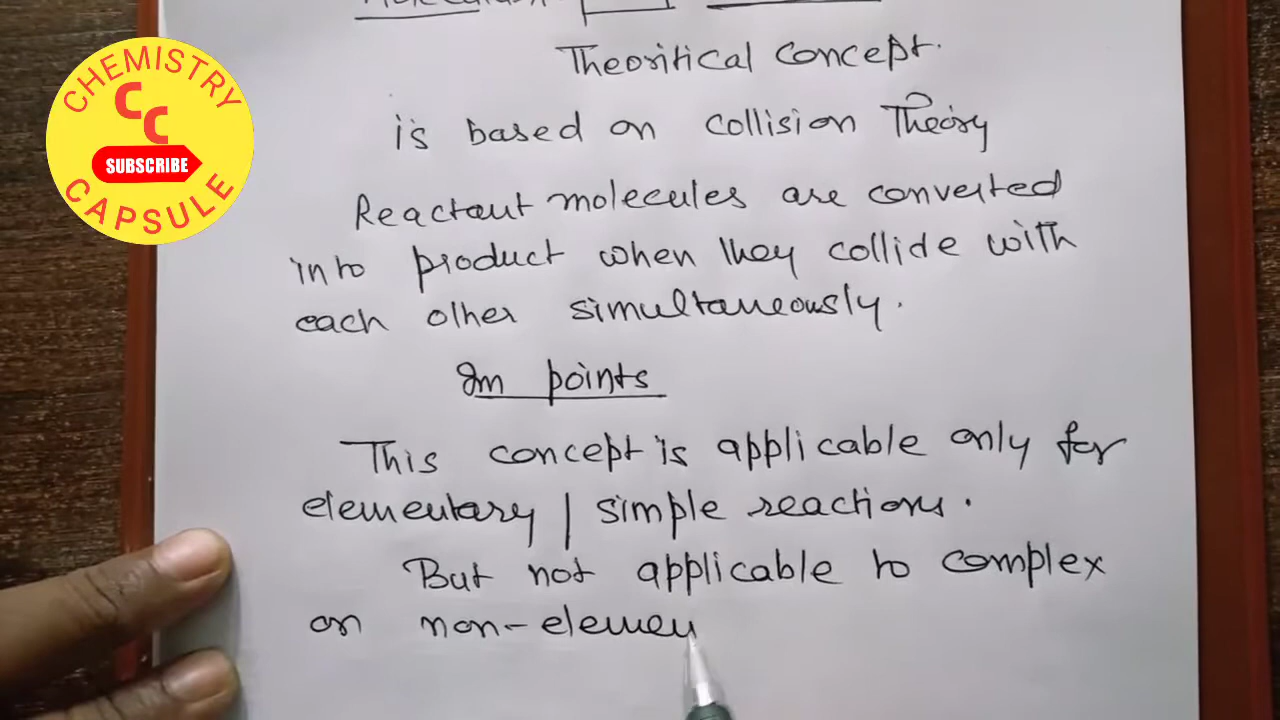 CHEMISTRY
CC
SUBSCRIBE
CAPSULE
Theoritical concept.
is based on collision Theory
Reactant molecules are converted
into product when they collide with
each other simultaneously.
Im points
This concept is applicable only for
elementary / simple reactions.
But not applicable to complex
or non-elemen